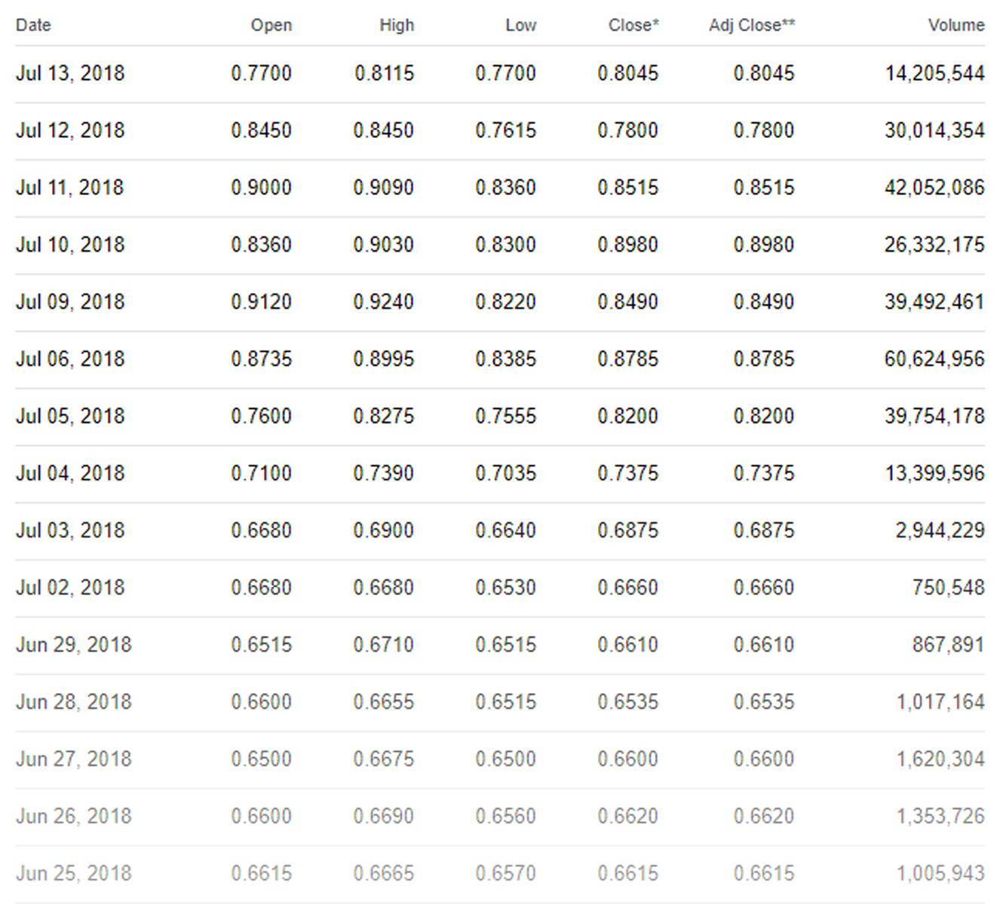 Date Open High Low Close* Adj Close** Volume
Jul 13, 2018 0.7700 0.8115 0.7700 0.8045 0.8045 14,205,544
Jul 12, 2018 0.8450 0.8450 0.7615 0.7800 0.7800 30,014,354
Jul 11, 2018 0.9000 0.9090 0.8360 0.8515 0.8515 42,052,086
Jul 10, 2018 0.8360 0.9030 0.8300 0.8980 0.8980 26,332,175
Jul 09, 2018 0.9120 0.9240 0.8220 0.8490 0.8490 39,492,461
Jul 06, 2018 0.8735 0.8995 0.8385 0.8785 0.8785 60,624,956
Jul 05, 2018 0.7600 0.8275 0.7555 0.8200 0.8200 39,754,178
Jul 04, 2018 0.7100 0.7390 0.7035 0.7375 0.7375 13,399,596
Jul 03, 2018 0.6680 0.6900 0.6640 0.6875 0.6875 2,944,229
Jul 02, 2018 0.6680 0.6680 0.6530 0.6660 0.6660 750,548
Jun 29, 2018 0.6515 0.6710 0.6515 0.6610 0.6610 867,891
Jun 28, 2018 0.6600 0.6655 0.6515 0.6535 0.6535 1,017,164
Jun 27, 2018 0.6500 0.6675 0.6500 0.6600 0.6600 1,620,304
Jun 26, 2018 0.6600 0.6690 0.6560 0.6620 0.6620 1,353,726
Jun 25, 2018 0.6615 0.6665 0.6570 0.6615 0.6615 1,005,943